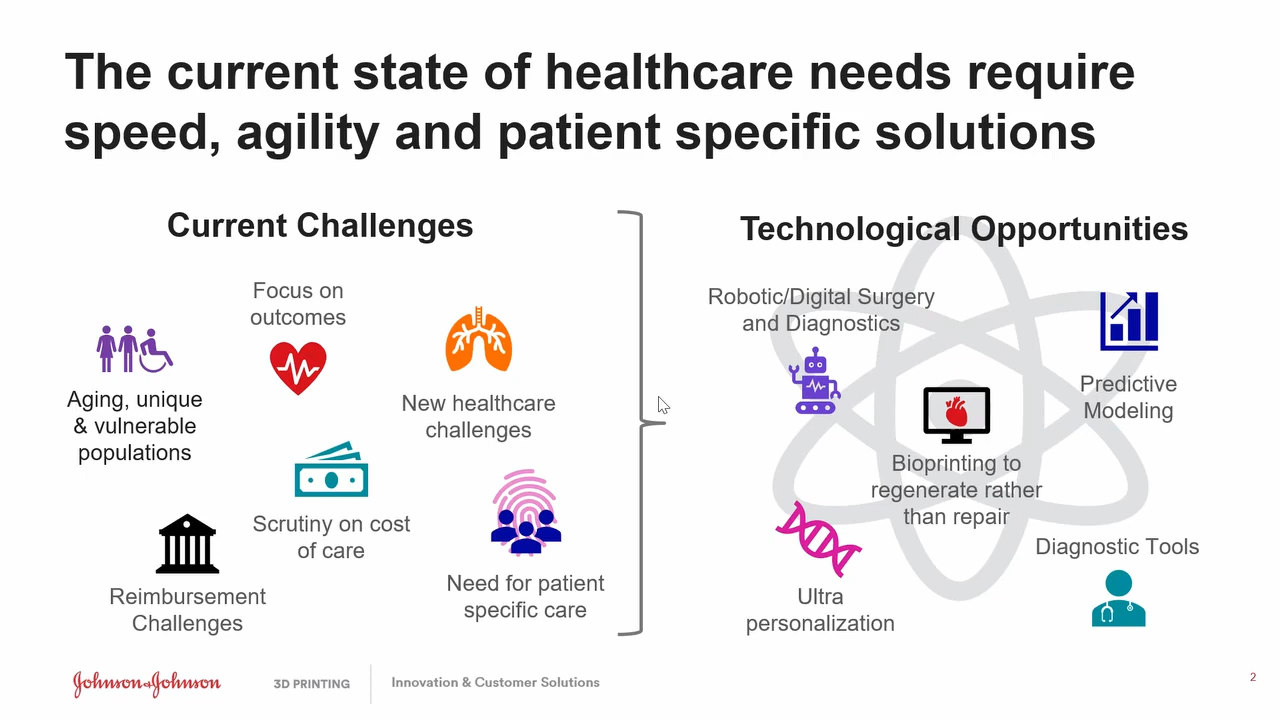 The current state of healthcare needs require
speed, agility and patient specific solutions
Current Challenges
Focus on
outcomes
Aging, unique
& vulnerable
populations
New healthcare
challenges
Scrutiny on cost
of care
Reimbursement
Challenges
Need for patient
specific care
Technological Opportunities
Robotic/Digital Surgery
and Diagnostics
Predictive
Modeling
Bioprinting to
regenerate rather
than repair
Ultra
personalization
Diagnostic Tools
Johnson & Johnson
3D PRINTING
Innovation & Customer Solutions
2